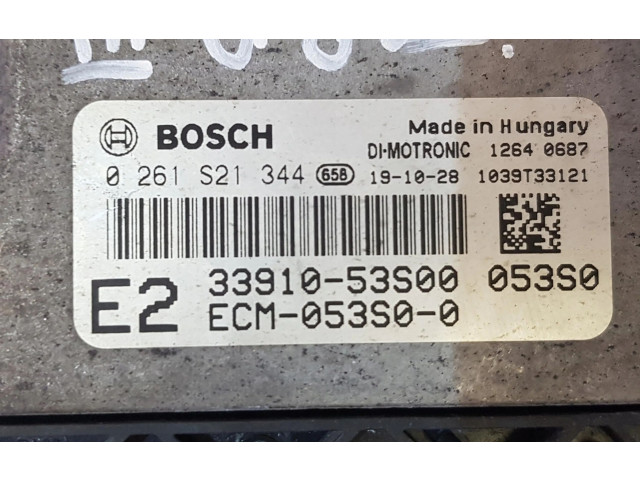 BOSCH
Made in Hungary
DI-MOTRONIC 1264 0687
0 261 S21 344 658 19-10-28 1039T33121
E2
33910-53S00 053S0
ECM-053S0-0